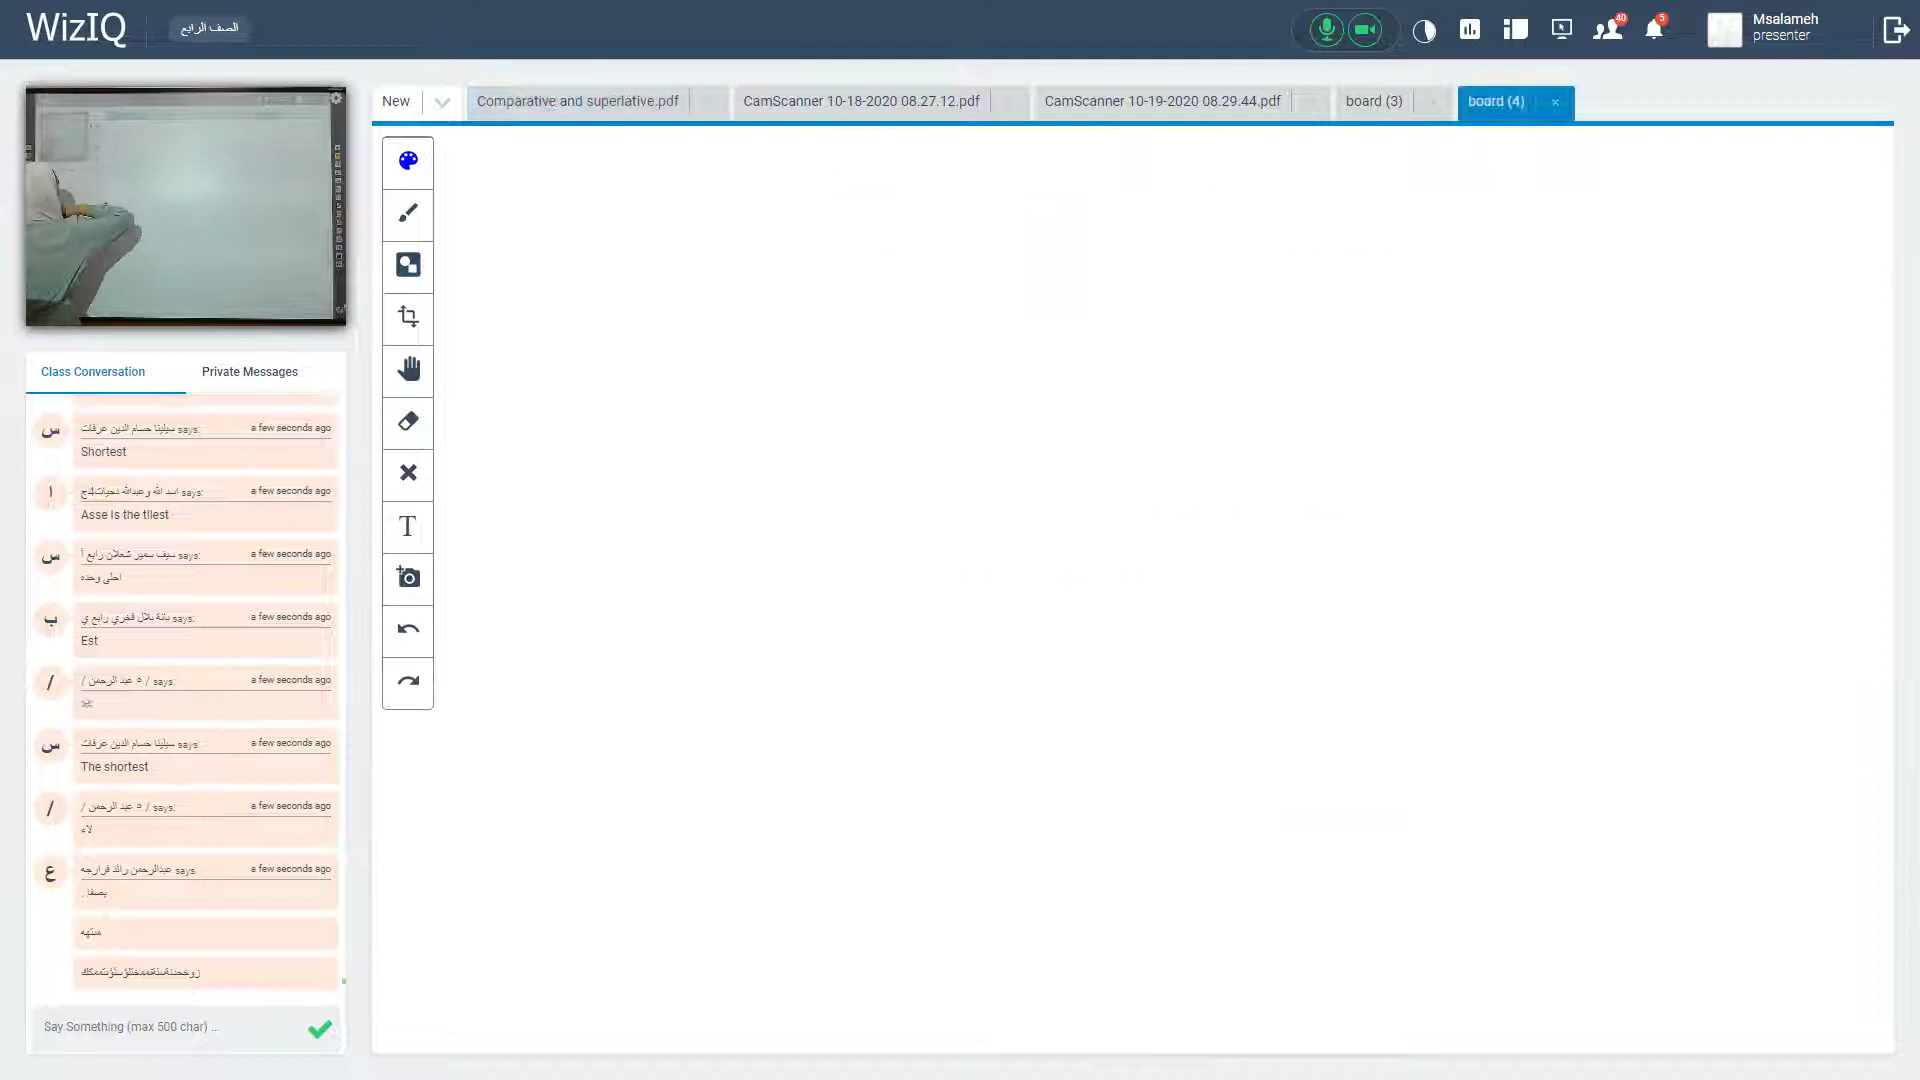 WizIQ
الصف الرابع
40
5
Msalameh
presenter
New
Comparative and superlative.pdf
CamScanner 10-18-2020 08.27.12.pdf
CamScanner 10-19-2020 08.29.44.pdf
board (3)
board (4)
Class Conversation
Private Messages
سيلينا حسام الدين عرفات says: a few seconds ago
س
Shortest
اسد الله وعبدالله دحيات4ج says: a few seconds ago
ا
Asse is the tllest
سيف سمير شعلان رابع أ says: a few seconds ago
س
احلى وحده
بانة بلال فخري رابع ي says: a few seconds ago
ب
Est
/ ٥ عبد الرحمن / says: a few seconds ago
/
سيلينا حسام الدين عرفات says: a few seconds ago
س
The shortest
/ ٥ عبد الرحمن / says: a few seconds ago
/
لاء
عبدالرحمن رائد فرارجه says: a few seconds ago
ع
T
Say Something (max 500 char) ...